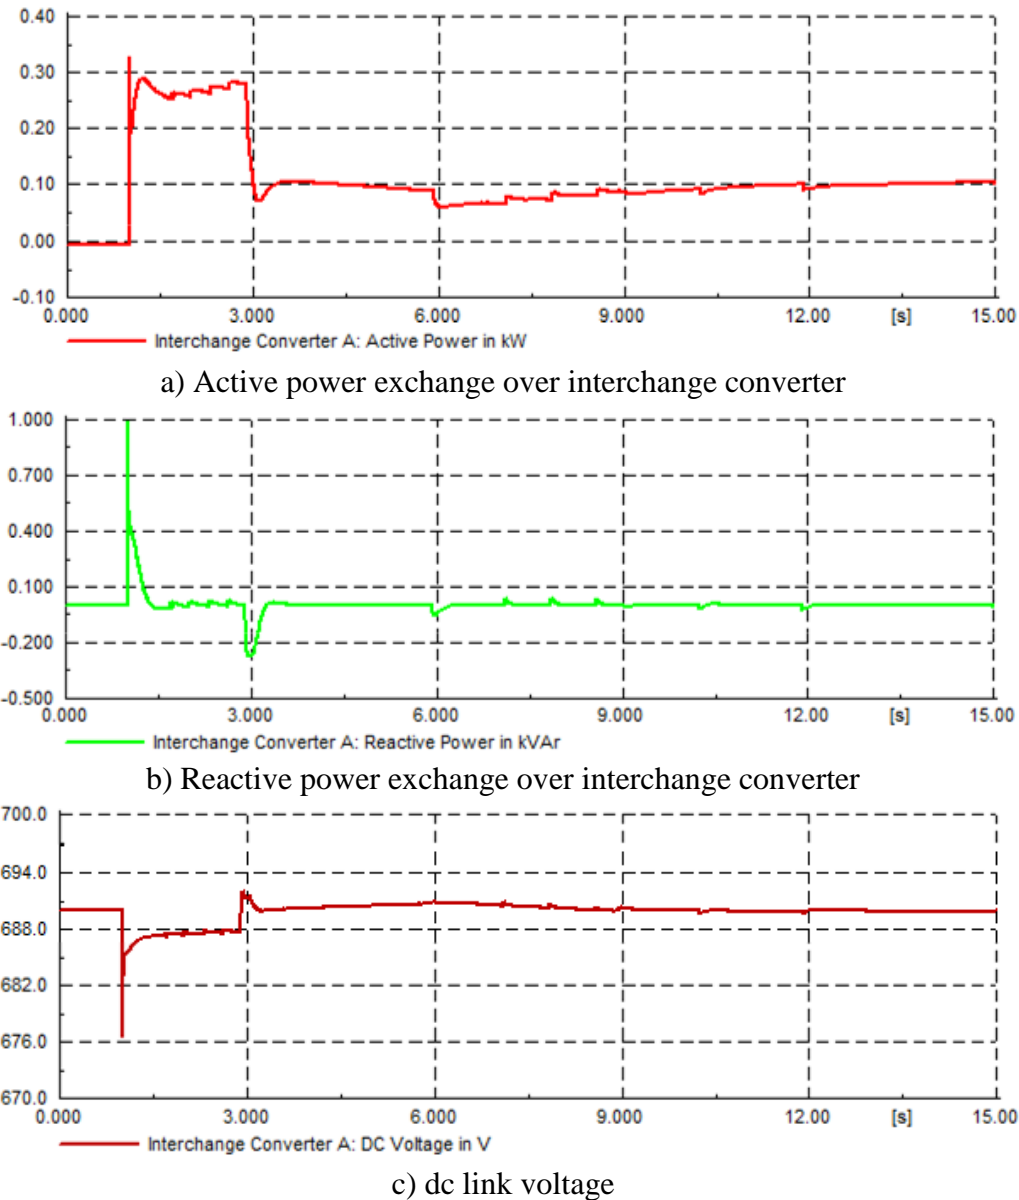 0.40
0.30
0.20
0.10
0.00
-0.10
0.000 3.000 6.000 9.000 12.00 [s] 15.00
Interchange Converter A: Active Power in kW
a) Active power exchange over interchange converter
1.000
0.700
0.400
0.100
-0.200
-0.500
0.000 3.000 6.000 9.000 12.00 [s] 15.00
Interchange Converter A: Reactive Power in kVAr
b) Reactive power exchange over interchange converter
700.0
694.0
688.0
682.0
676.0
670.0
0.000 3.000 6.000 9.000 12.00 [s] 15.00
Interchange Converter A: DC Voltage in V
c) dc link voltage